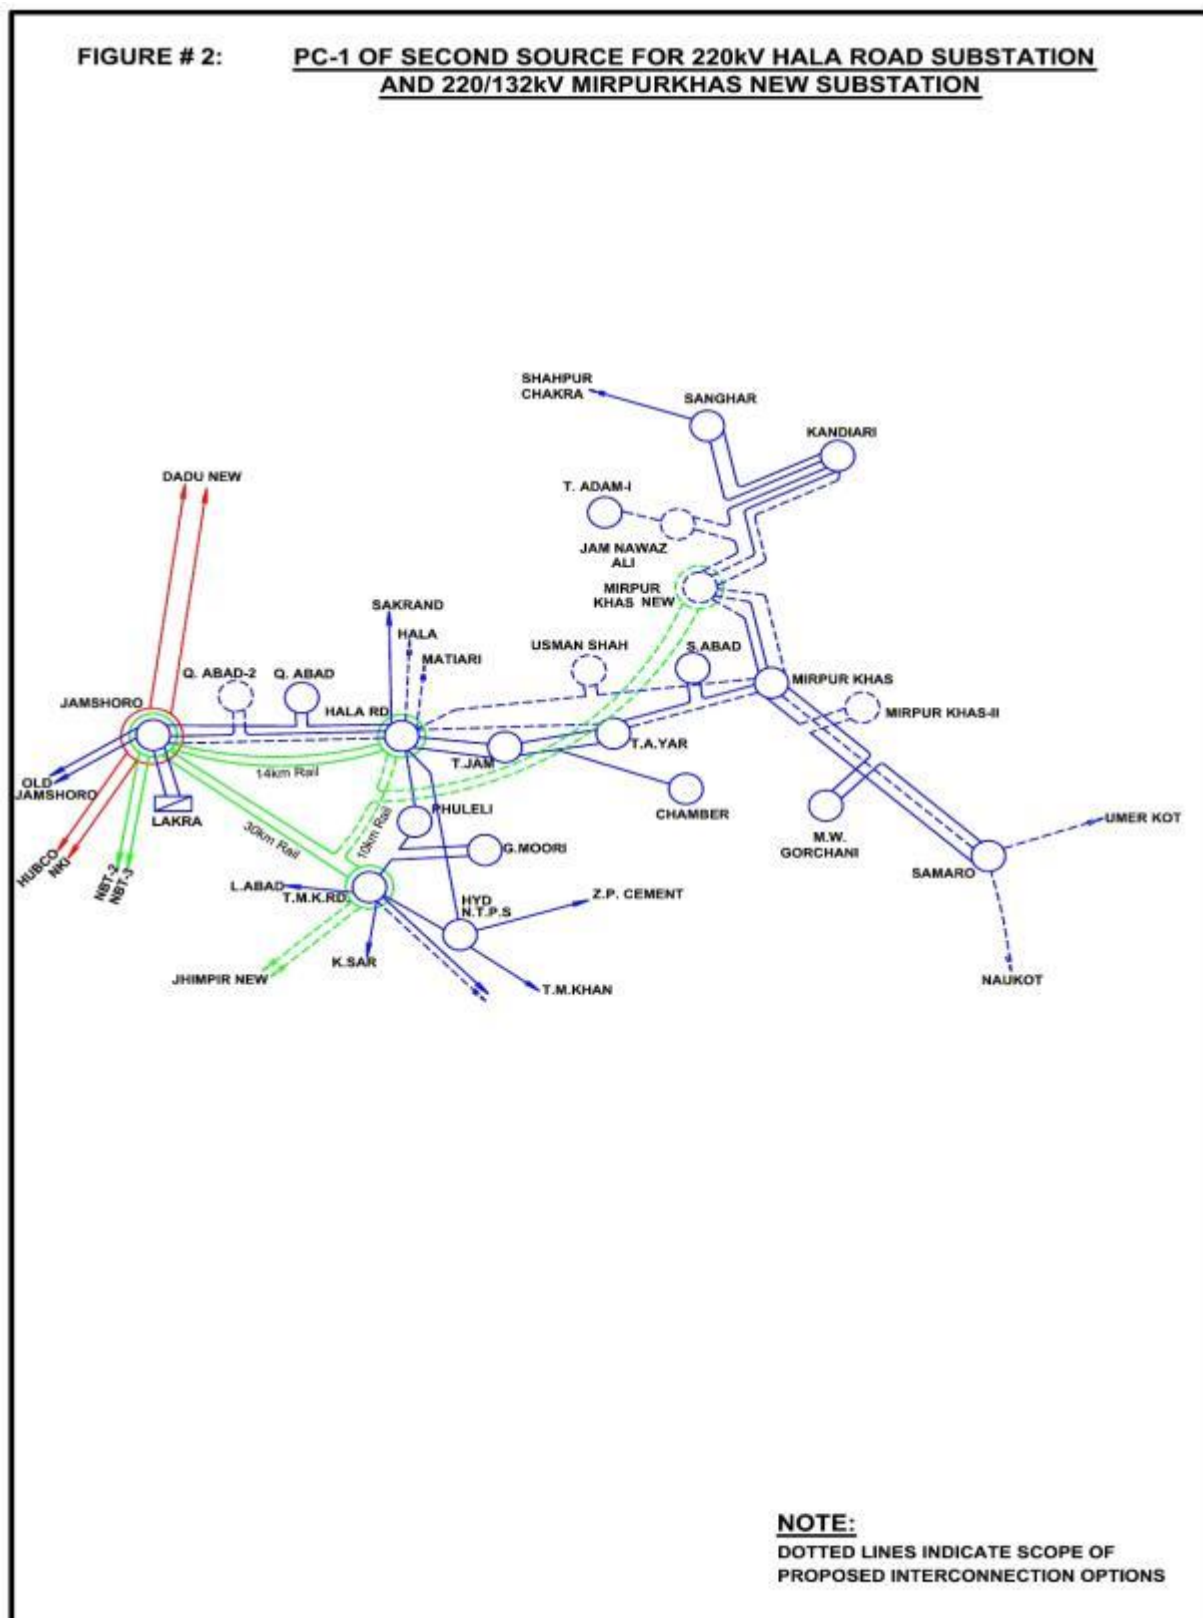 FIGURE # 2: PC-1 OF SECOND SOURCE FOR 220kV HALA ROAD SUBSTATION
AND 220/132kV MIRPURKHAS NEW SUBSTATION
SHAHPUR
CHAKRA
SANGHAR
KANDIARI
DADU NEW
T. ADAM-I
JAM NAWAZ
ALI
MIRPUR
KHAS NEW
SAKRAND
HALA
MATIARI
USMAN SHAH
S.ABAD
Q. ABAD-2
Q. ABAD
MIRPUR KHAS
JAMSHORO
HALA RD
MIRPUR KHAS-II
T.A.YAR
T.JAM
14km Rail
OLD
JAMSHORO
LAKRA
PHULELI
CHAMBER
30km Rail
10km Rail
M.W.
GORCHANI
UMER KOT
G.MOORI
HUBCO
NKI
NBT-2
NBT-3
SAMARO
L.ABAD
T.M.K.RD.
HYD
N.T.P.S
Z.P. CEMENT
K.SAR
JHIMPIR NEW
T.M.KHAN
NAUKOT
NOTE:
DOTTED LINES INDICATE SCOPE OF
PROPOSED INTERCONNECTION OPTIONS